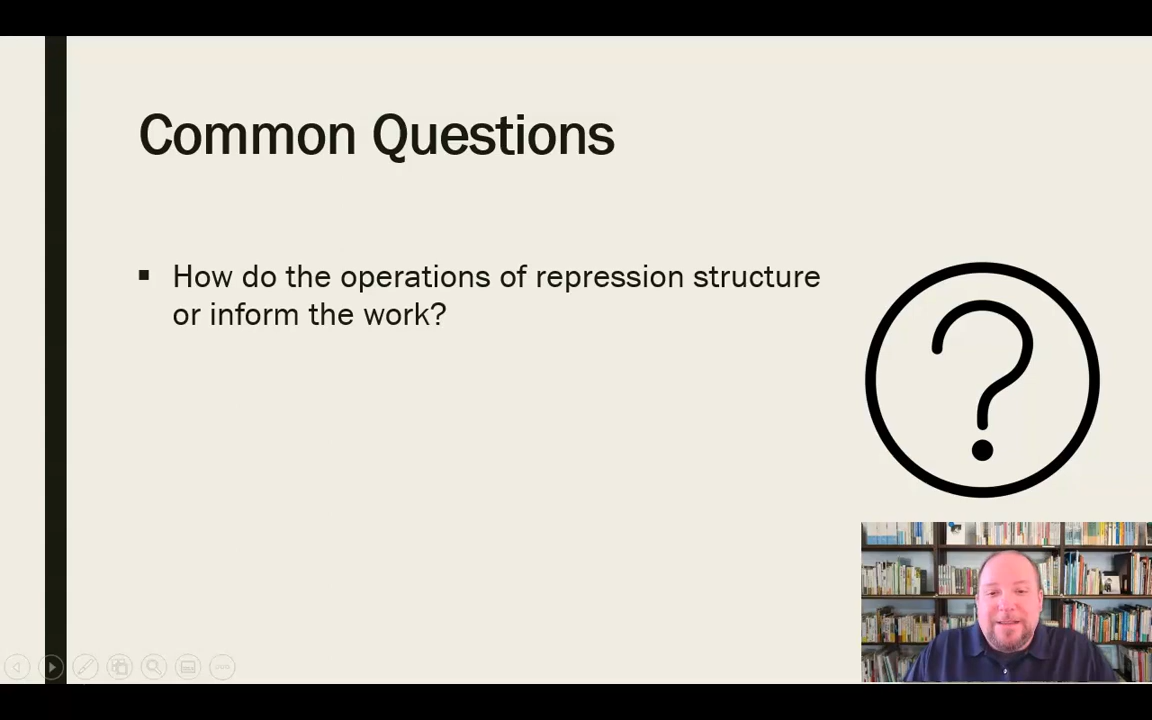 Common Questions
▪ How do the operations of repression structure
or inform the work?